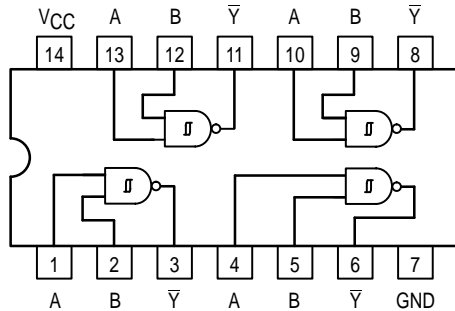 VCC A B Y̅ A B Y̅
14 13 12 11 10 9 8
1 2 3 4 5 6 7
A B Y̅ A B Y̅ GND